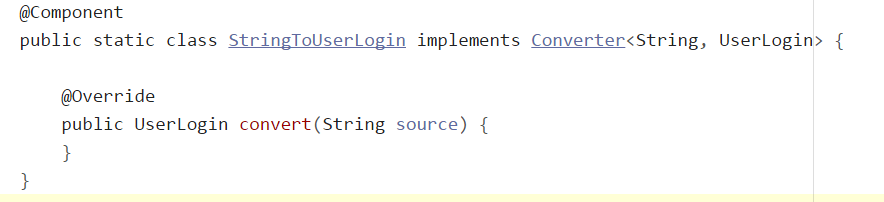 @Component
public static class StringToUserLogin implements Converter<String, UserLogin> {
@Override
public UserLogin convert(String source) {
}
}